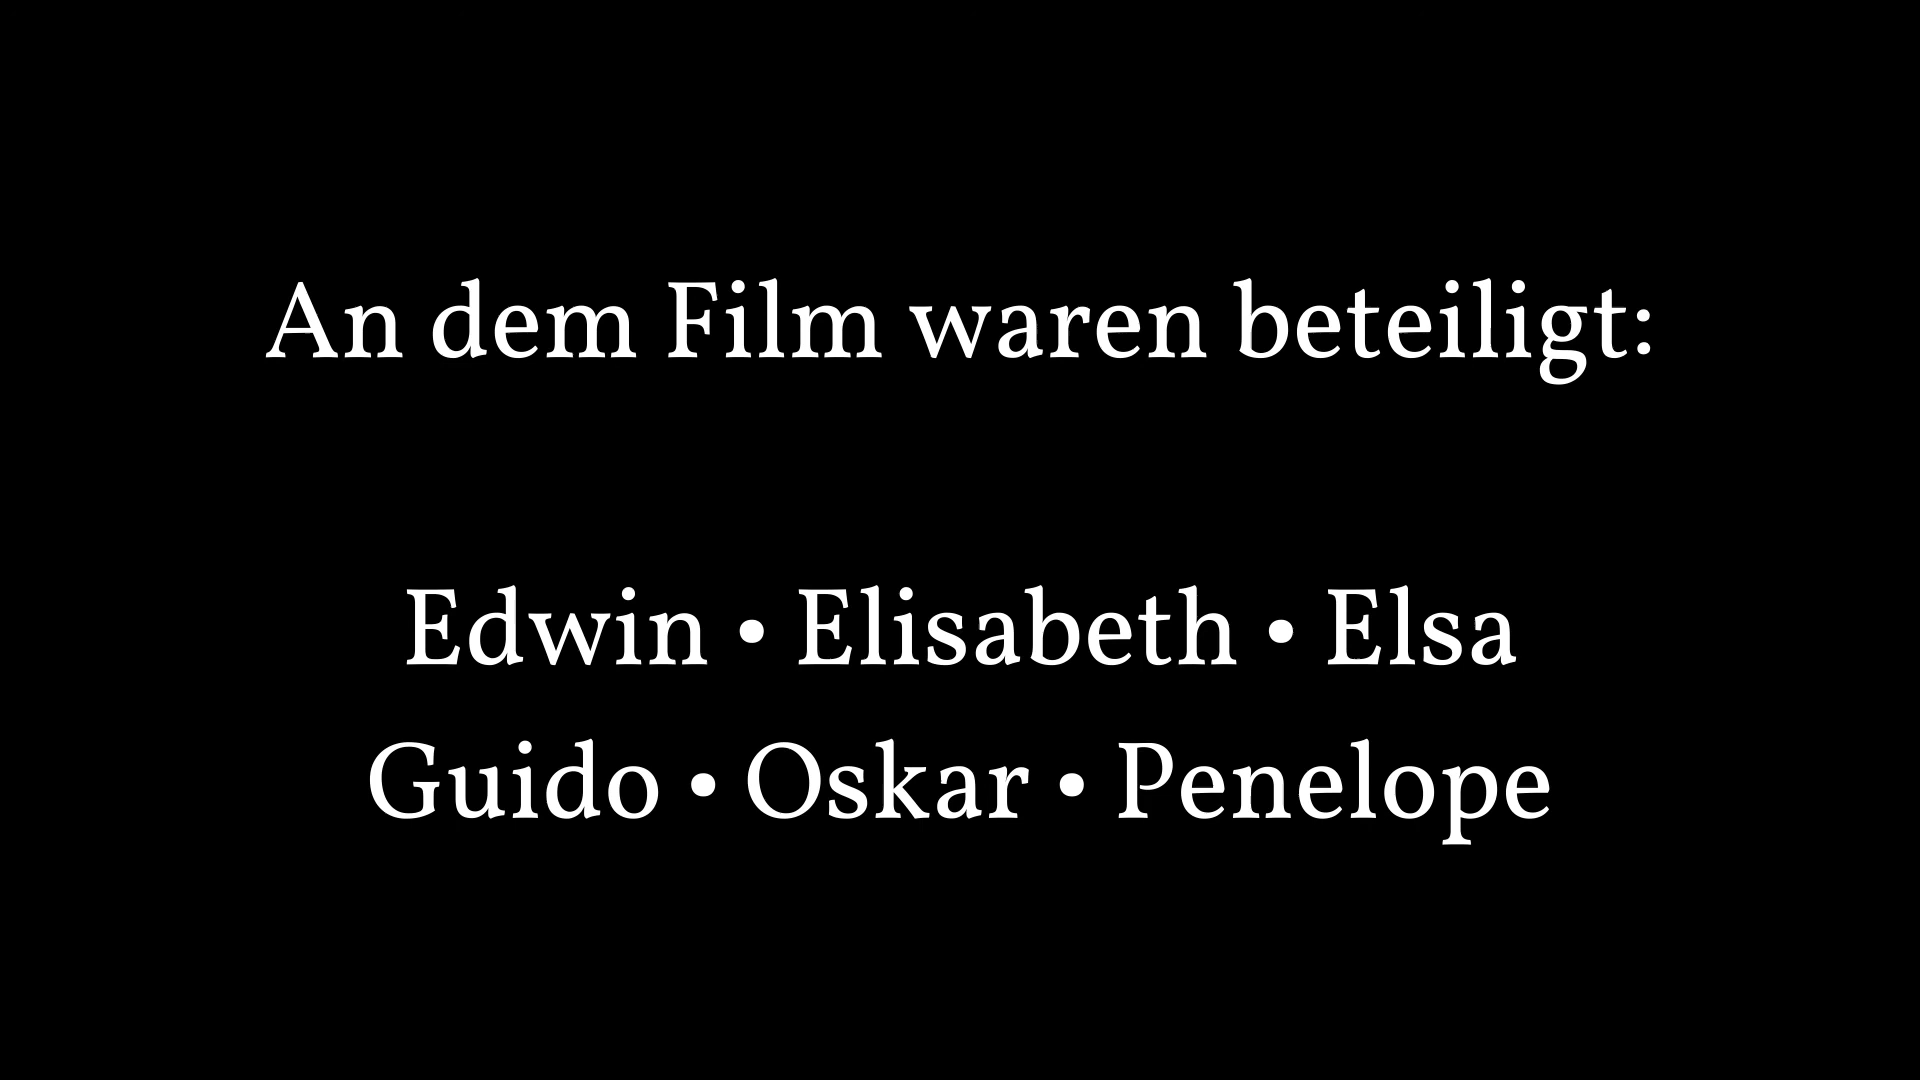 An dem Film waren beteiligt:
Edwin • Elisabeth • Elsa
Guido • Oskar • Penelope